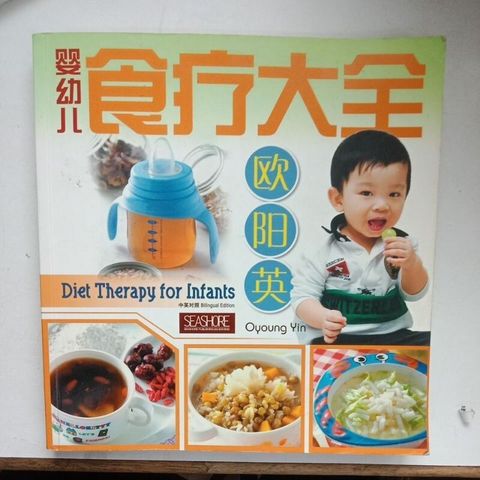 婴幼儿
食疗大全
欧阳英
Diet Therapy for Infants
中英对照 Bilingual Edition
SEASHORE
Oyoung Yin
SWITZERLAND